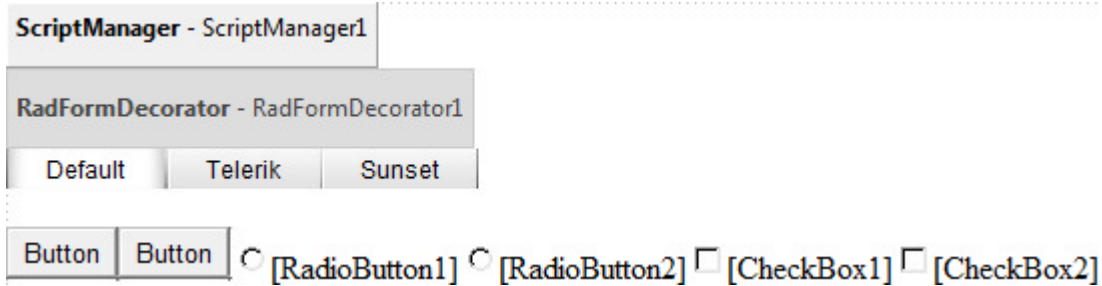 ScriptManager - ScriptManager1
RadFormDecorator - RadFormDecorator1
Default Telerik Sunset
Button Button [RadioButton1] [RadioButton2] [CheckBox1] [CheckBox2]